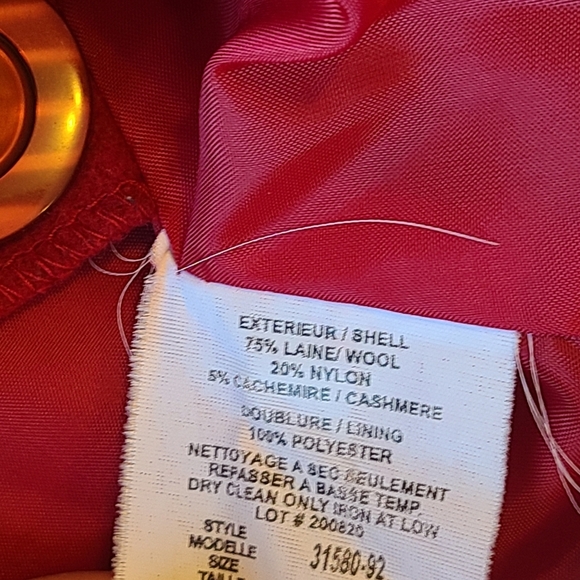 EXTERIEUR / SHELL
75% LAINE/ WOOL
20% NYLON
5% CACHEMIRE / CASHMERE
DOUBLURE / LINING
100% POLYESTER
NETTOYAGE A SEC SEULEMENT
REPASSER A BASSE TEMP.
DRY CLEAN ONLY IRON AT LOW
LOT # 200820
STYLE
MODELLE 31580-92
SIZE
TAILLE